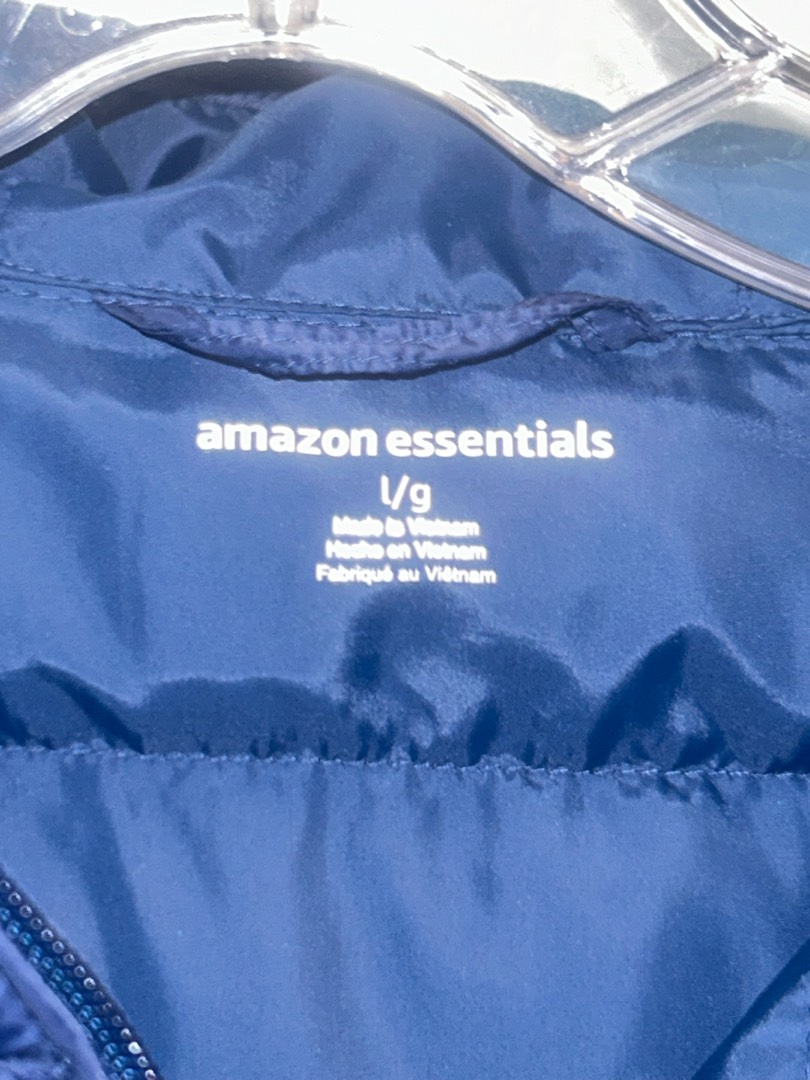 amazon essentials
l/g
Made in Vietnam
Hecho en Vietnam
Fabriqué au Viêtnam